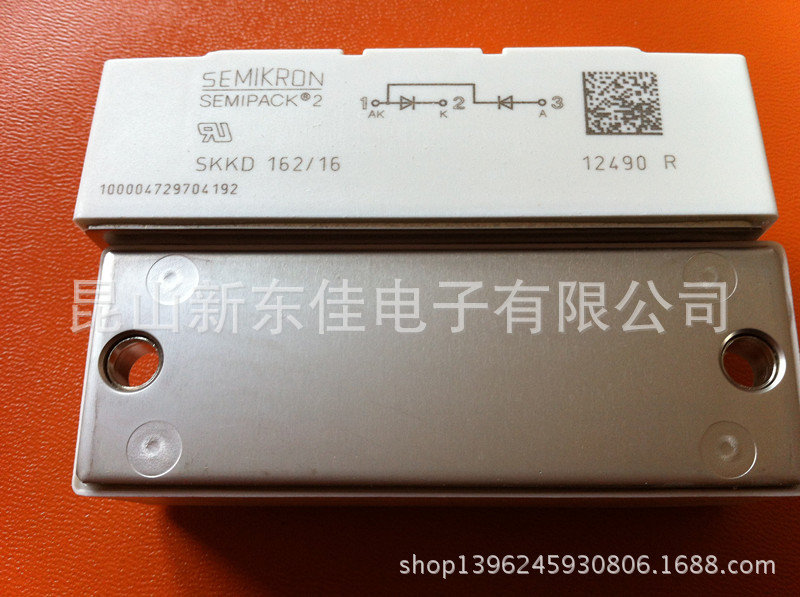 SEMIKRON
SEMIPACK®2
1 2 3
AK K A
SKKD 162/16
12490 R
100004729704192
昆山新东佳电子有限公司
shop1396245930806.1688.com